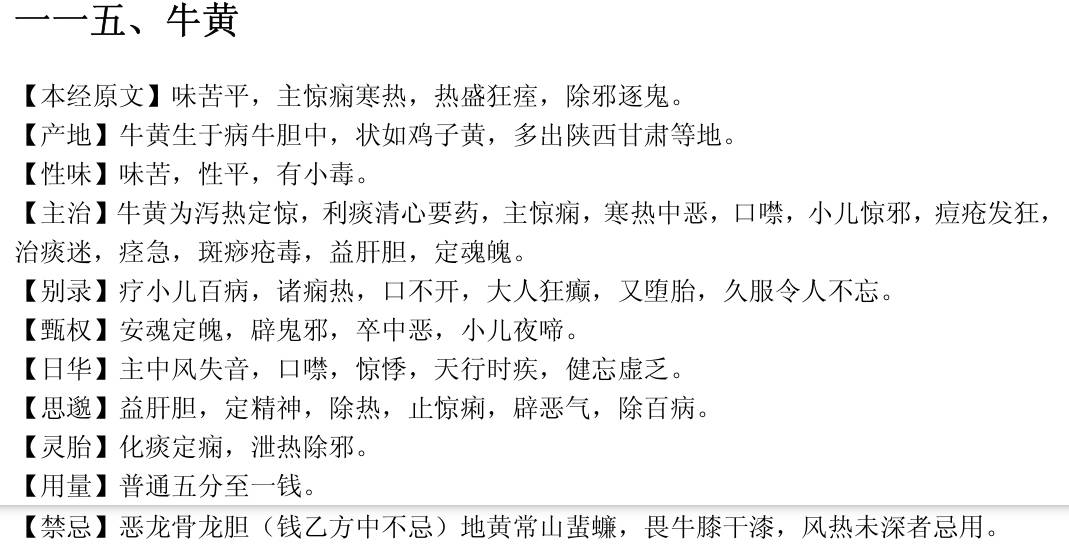 一一五、牛黄
【本经原文】味苦平，主惊痫寒热，热盛狂痓，除邪逐鬼。
【产地】牛黄生于病牛胆中，状如鸡子黄，多出陕西甘肃等地。
【性味】味苦，性平，有小毒。
【主治】牛黄为泻热定惊，利痰清心要药，主惊痫，寒热中恶，口噤，小儿惊邪，痘疮发狂，
治痰迷，痉急，斑痧疮毒，益肝胆，定魂魄。
【别录】疗小儿百病，诸痫热，口不开，大人狂癫，又堕胎，久服令人不忘。
【甄权】安魂定魄，辟鬼邪，卒中恶，小儿夜啼。
【日华】主中风失音，口噤，惊悸，天行时疾，健忘虚乏。
【思邈】益肝胆，定精神，除热，止惊痢，辟恶气，除百病。
【灵胎】化痰定痫，泄热除邪。
【用量】普通五分至一钱。
【禁忌】恶龙骨龙胆（钱乙方中不忌）地黄常山蜚蠊，畏牛膝干漆，风热未深者忌用。